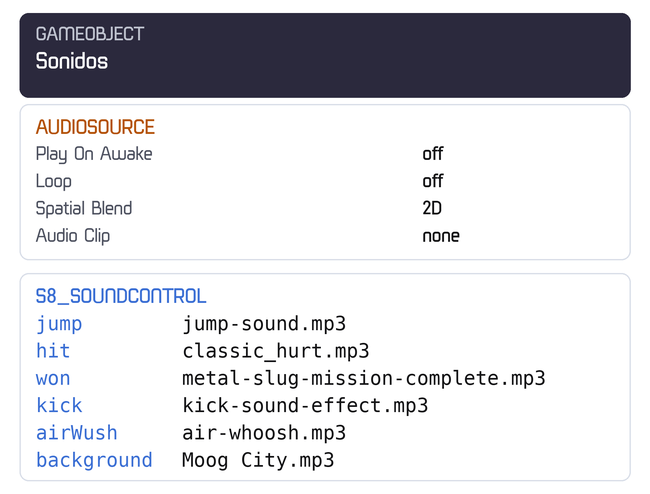 GAMEOBJECT
Sonidos
AUDIOSOURCE
Play On Awake off
Loop off
Spatial Blend 2D
Audio Clip none
S8_SOUNDCONTROL
jump jump-sound.mp3
hit classic_hurt.mp3
won metal-slug-mission-complete.mp3
kick kick-sound-effect.mp3
airWush air-whoosh.mp3
background Moog City.mp3